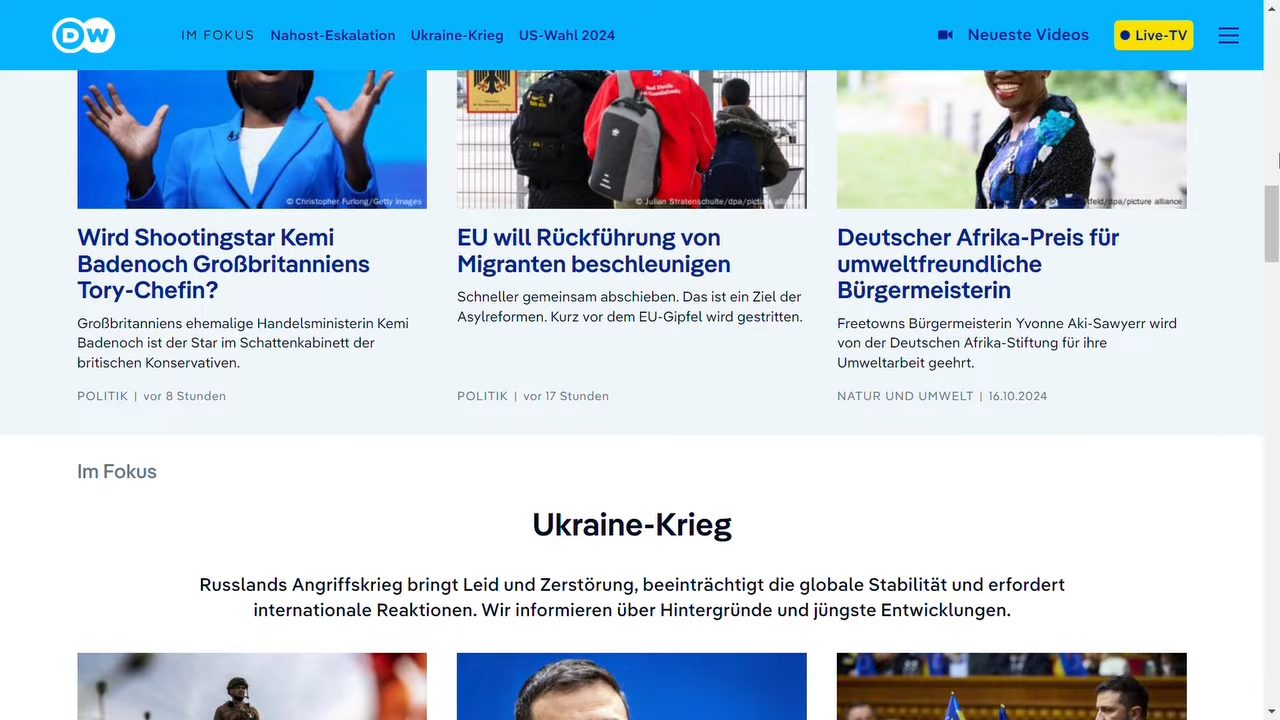 DW
IM FOKUS Nahost-Eskalation Ukraine-Krieg US-Wahl 2024
Neueste Videos
Live-TV
© Christopher Furlong/Getty Images
© Julian Stratenschulte/dpa/picture
/dpa/picture alliance
Wird Shootingstar Kemi
Badenoch Großbritanniens
Tory-Chefin?
Großbritanniens ehemalige Handelsministerin Kemi
Badenoch ist der Star im Schattenkabinett der
britischen Konservativen.
POLITIK | vor 8 Stunden
EU will Rückführung von
Migranten beschleunigen
Schneller gemeinsam abschieben. Das ist ein Ziel der
Asylreformen. Kurz vor dem EU-Gipfel wird gestritten.
POLITIK | vor 17 Stunden
Deutscher Afrika-Preis für
umweltfreundliche
Bürgermeisterin
Freetowns Bürgermeisterin Yvonne Aki-Sawyerr wird
von der Deutschen Afrika-Stiftung für ihre
Umweltarbeit geehrt.
NATUR UND UMWELT | 16.10.2024
Im Fokus
Ukraine-Krieg
Russlands Angriffskrieg bringt Leid und Zerstörung, beeinträchtigt die globale Stabilität und erfordert
internationale Reaktionen. Wir informieren über Hintergründe und jüngste Entwicklungen.